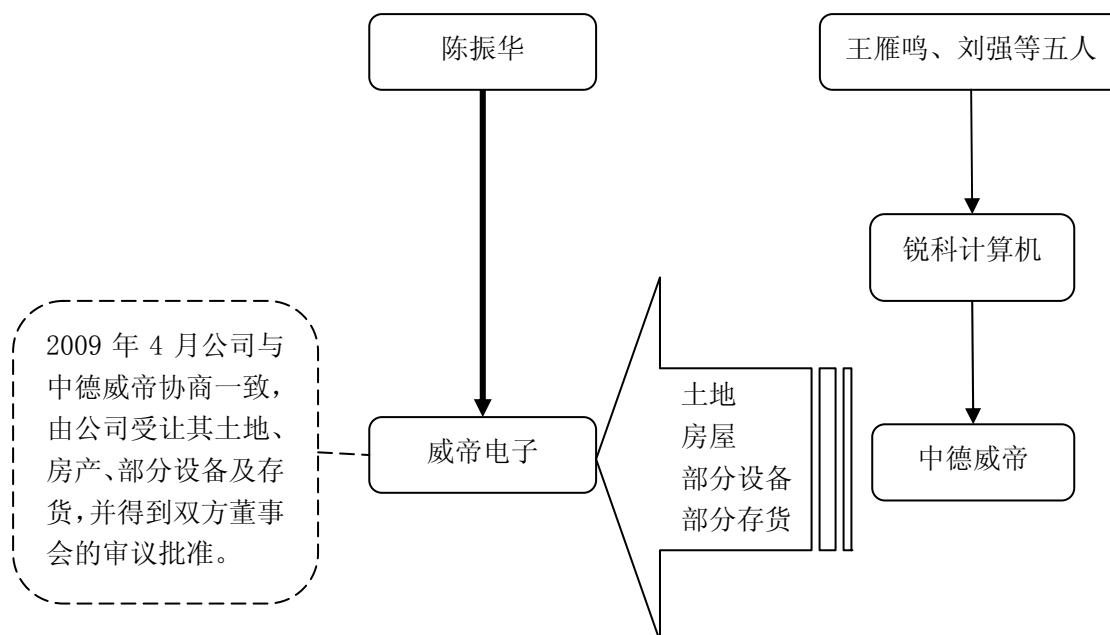 陈振华
王雁鸣、刘强等五人
锐科计算机
2009 年 4 月公司与
中德威帝协商一致，
由公司受让其土地、
房产、部分设备及存
货，并得到双方董事
会的审议批准。
威帝电子
土地
房屋
部分设备
部分存货
中德威帝